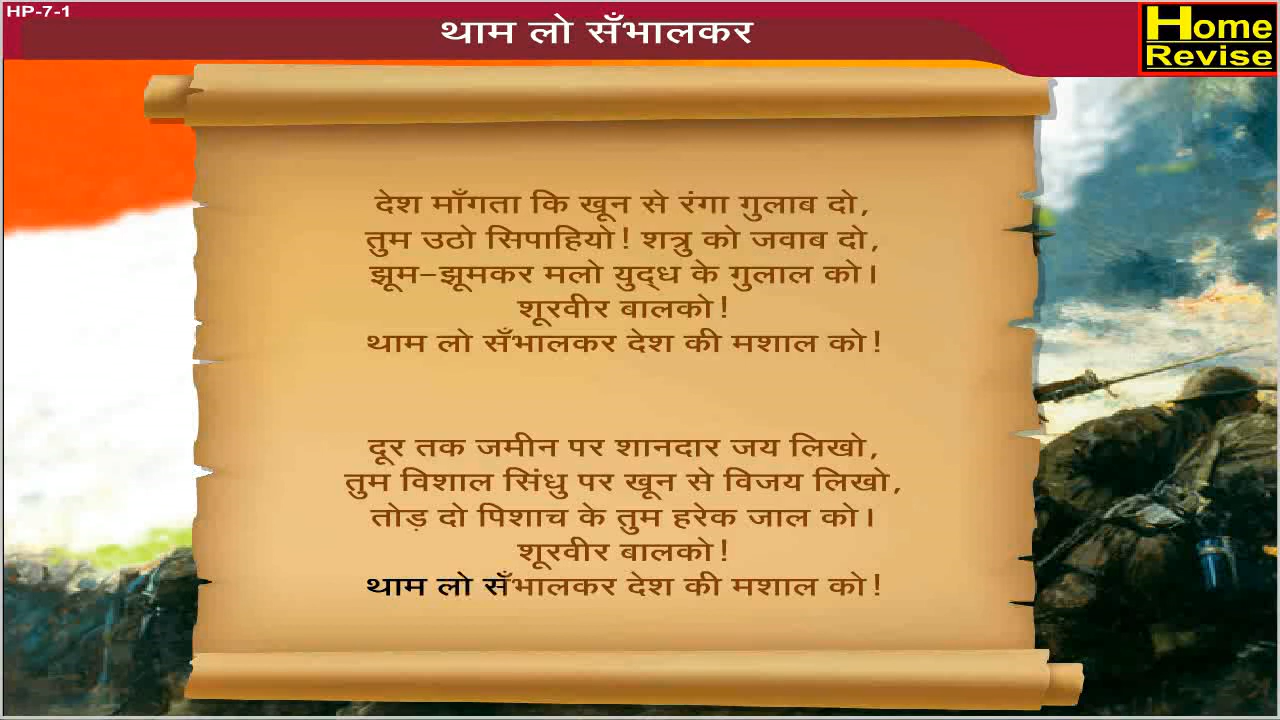 HP-7-1
थाम लो सँभालकर
Home
Revise
देश माँगता कि खून से रंगा गुलाब दो,
तुम उठो सिपाहियो! शत्रु को जवाब दो,
झूम-झूमकर मलो युद्‍ध के गुलाल को।
शूरवीर बालको!
थाम लो सँभालकर देश की मशाल को!
दूर तक जमीन पर शानदार जय लिखो,
तुम विशाल सिंधु पर खून से विजय लिखो,
तोड़ दो पिशाच के तुम हरेक जाल को।
शूरवीर बालको!
थाम लो सँभालकर देश की मशाल को!